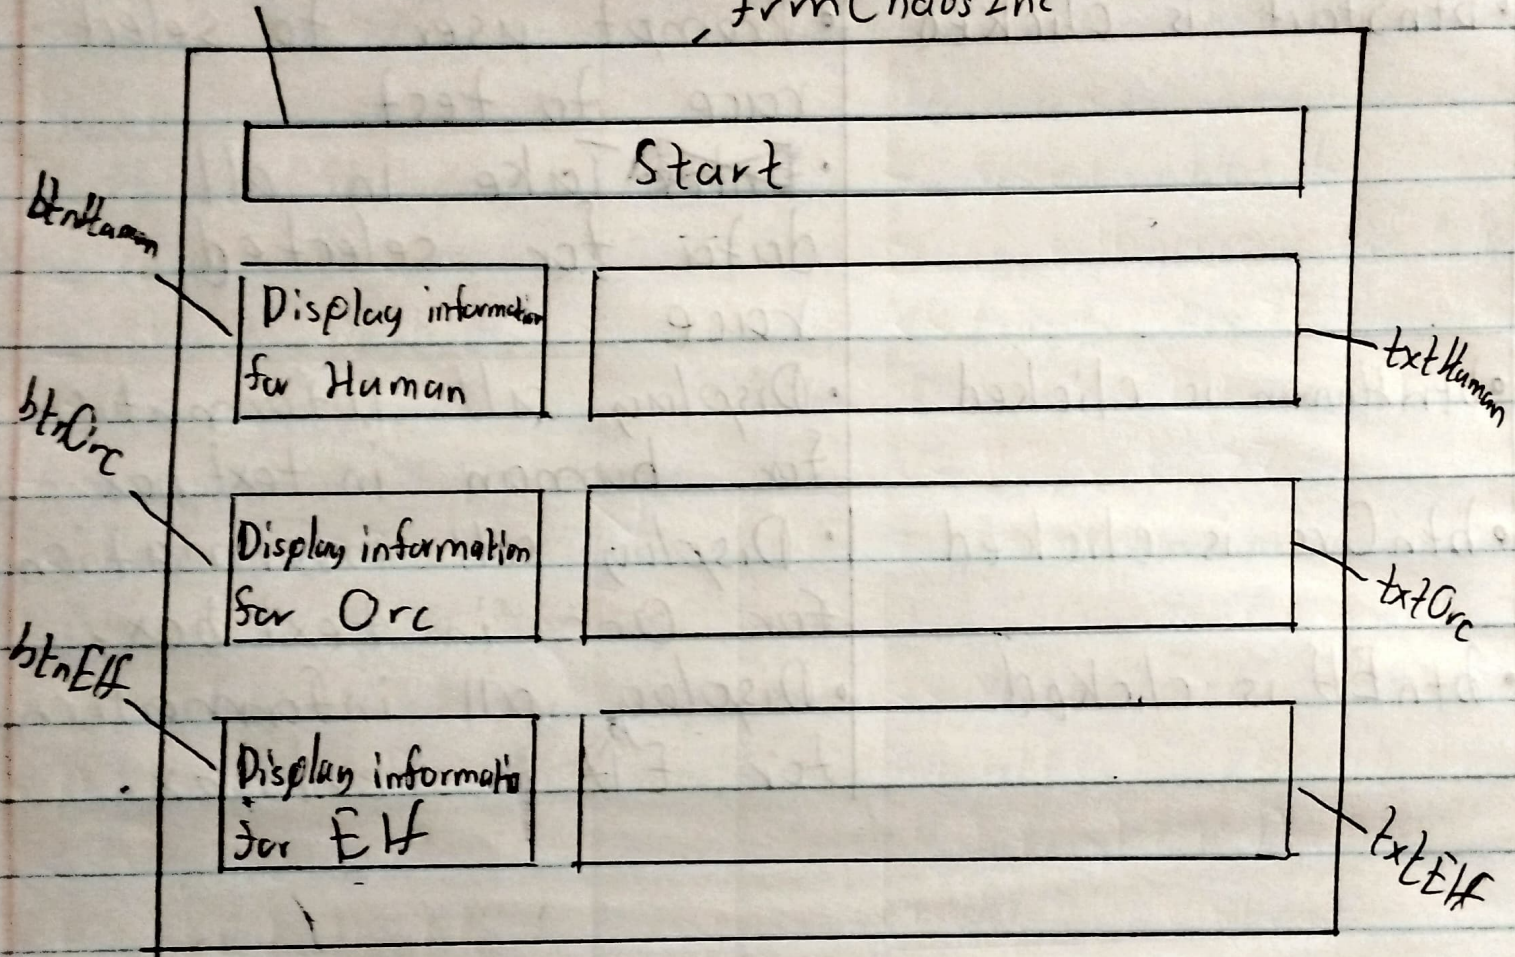 frmChaosInc
Start
btnHuman
Display information
for Human
txtHuman
btnOrc
Display information
for Orc
txtOrc
btnElf
Display informatio
for Elf
txtElf